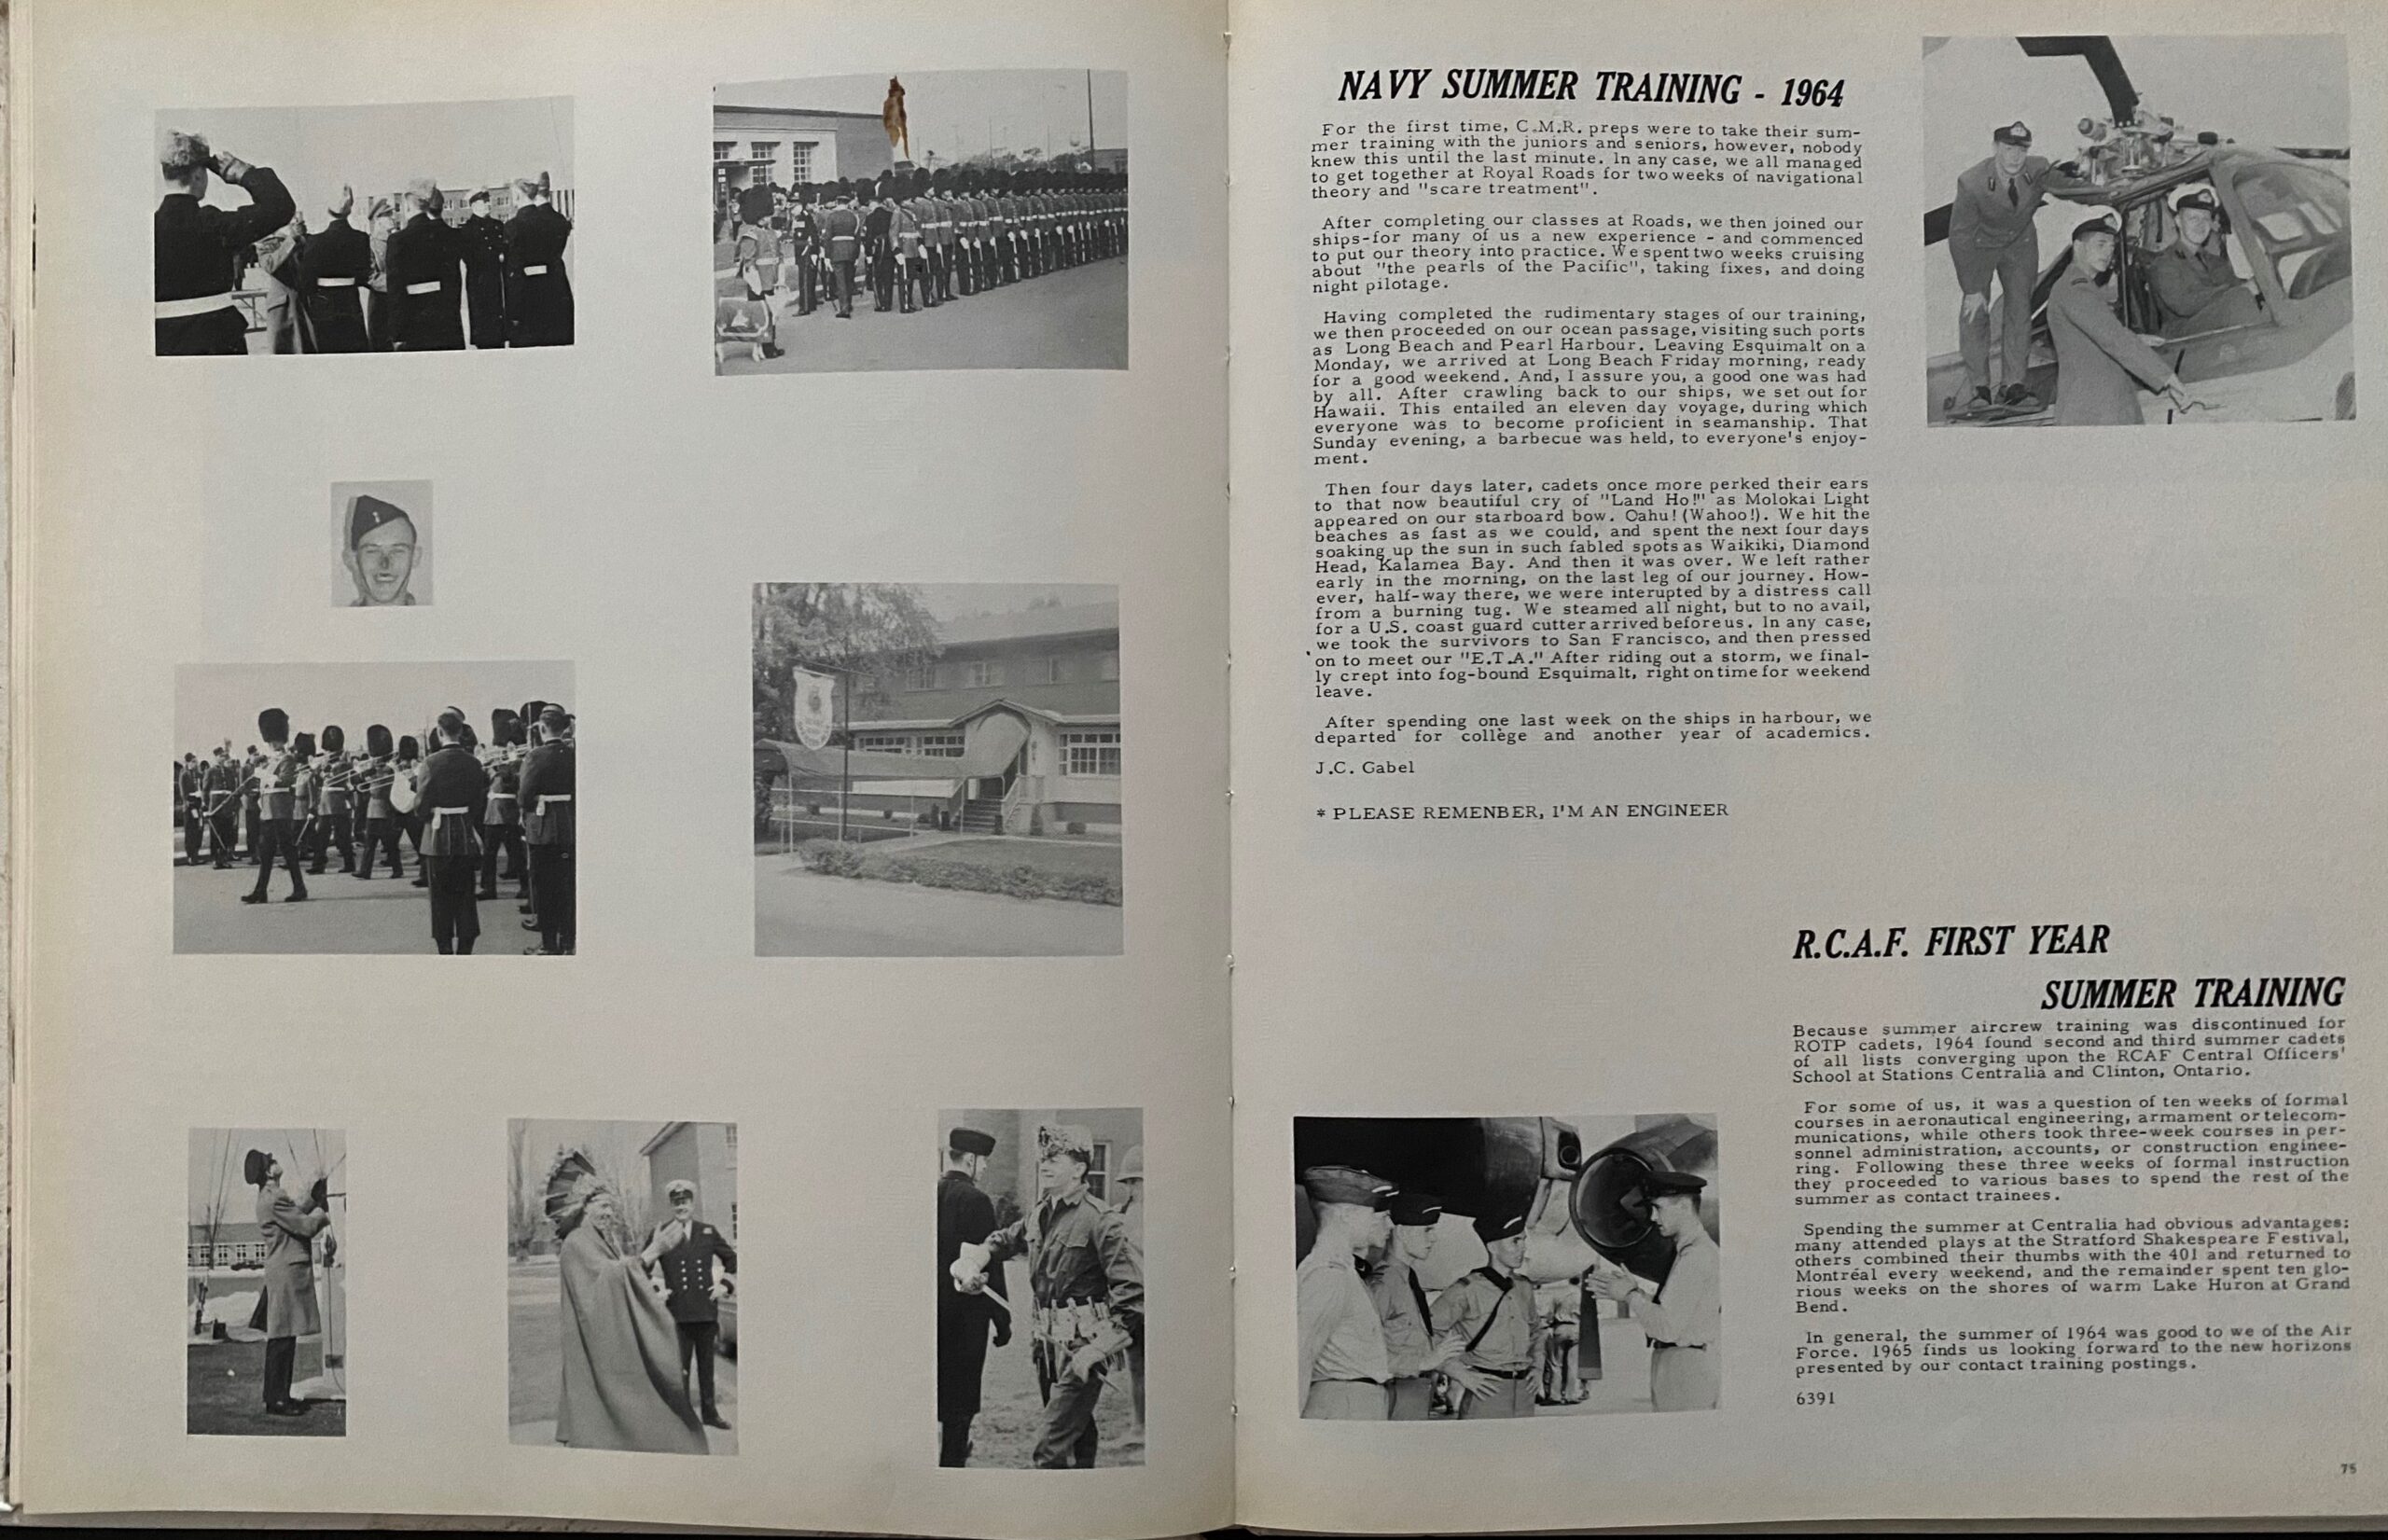 NAVY SUMMER TRAINING - 1964
For the first time, C.M.R. preps were to take their sum-
mer training with the juniors and seniors, however, nobody
knew this until the last minute. In any case, we all managed
to get together at Royal Roads for two weeks of navigational
theory and "scare treatment".
After completing our classes at Roads, we then joined our
ships-for many of us a new experience - and commenced
to put our theory into practice. We spent two weeks cruising
about "the pearls of the Pacific", taking fixes, and doing
night pilotage.
Having completed the rudimentary stages of our training,
we then proceeded on our ocean passage, visiting such ports
as Long Beach and Pearl Harbour. Leaving Esquimalt on a
Monday, we arrived at Long Beach Friday morning, ready
for a good weekend. And, I assure you, a good one was had
by all. After crawling back to our ships, we set out for
Hawaii. This entailed an eleven day voyage, during which
everyone was to become proficient in seamanship. That
Sunday evening, a barbecue was held, to everyone's enjoy-
ment.
Then four days later, cadets once more perked their ears
to that now beautiful cry of "Land Ho!" as Molokai Light
appeared on our starboard bow. Oahu! (Wahoo!). We hit the
beaches as fast as we could, and spent the next four days
soaking up the sun in such fabled spots as Waikiki, Diamond
Head, Kalamea Bay. And then it was over. We left rather
early in the morning, on the last leg of our journey. How-
ever, half-way there, we were interupted by a distress call
from a burning tug. We steamed all night, but to no avail,
for a U.S. coast guard cutter arrived before us. In any case,
we took the survivors to San Francisco, and then pressed
on to meet our "E.T.A." After riding out a storm, we final-
ly crept into fog-bound Esquimalt, right on time for weekend
leave.
After spending one last week on the ships in harbour, we
departed for collège and another year of academics.
J.C. Gabel
* PLEASE REMENBER, I'M AN ENGINEER
R.C.A.F. FIRST YEAR
SUMMER TRAINING
Because summer aircrew training was discontinued for
ROTP cadets, 1964 found second and third summer cadets
of all lists converging upon the RCAF Central Officers'
School at Stations Centralia and Clinton, Ontario.
For some of us, it was a question of ten weeks of formal
courses in aeronautical engineering, armament or telecom-
munications, while others took three-week courses in per-
sonnel administration, accounts, or construction enginee-
ring. Following these three weeks of formal instruction
they proceeded to various bases to spend the rest of the
summer as contact trainees.
Spending the summer at Centralia had obvious advantages:
many attended plays at the Stratford Shakespeare Festival,
others combined their thumbs with the 401 and returned to
Montréal every weekend, and the remainder spent ten glo-
rious weeks on the shores of warm Lake Huron at Grand
Bend.
In general, the summer of 1964 was good to we of the Air
Force. 1965 finds us looking forward to the new horizons
presented by our contact training postings.
6391
75